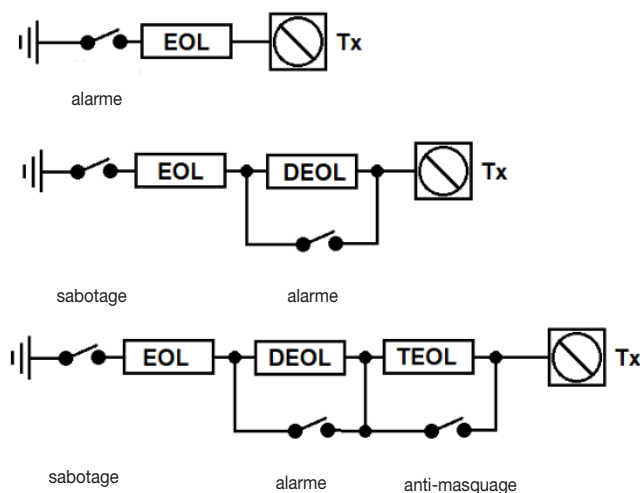 EOL Tx
alarme
EOL DEOL Tx
sabotage alarme
EOL DEOL TEOL Tx
sabotage alarme anti-masquage